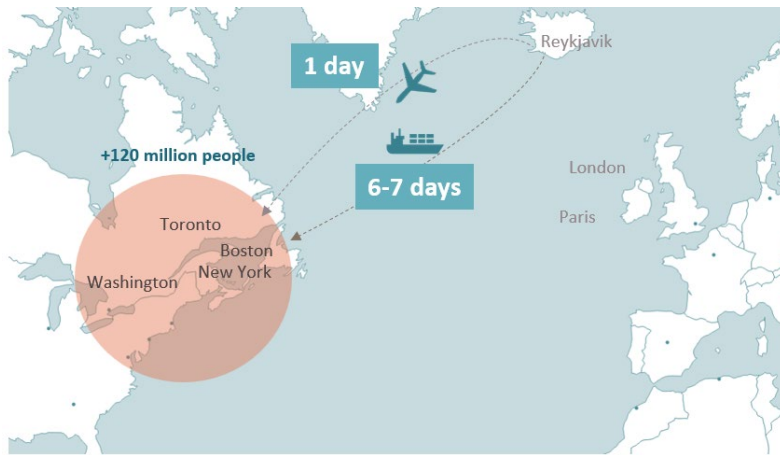 Reykjavik
1 day
+120 million people
London
6-7 days
Paris
Toronto
Boston
New York
Washington